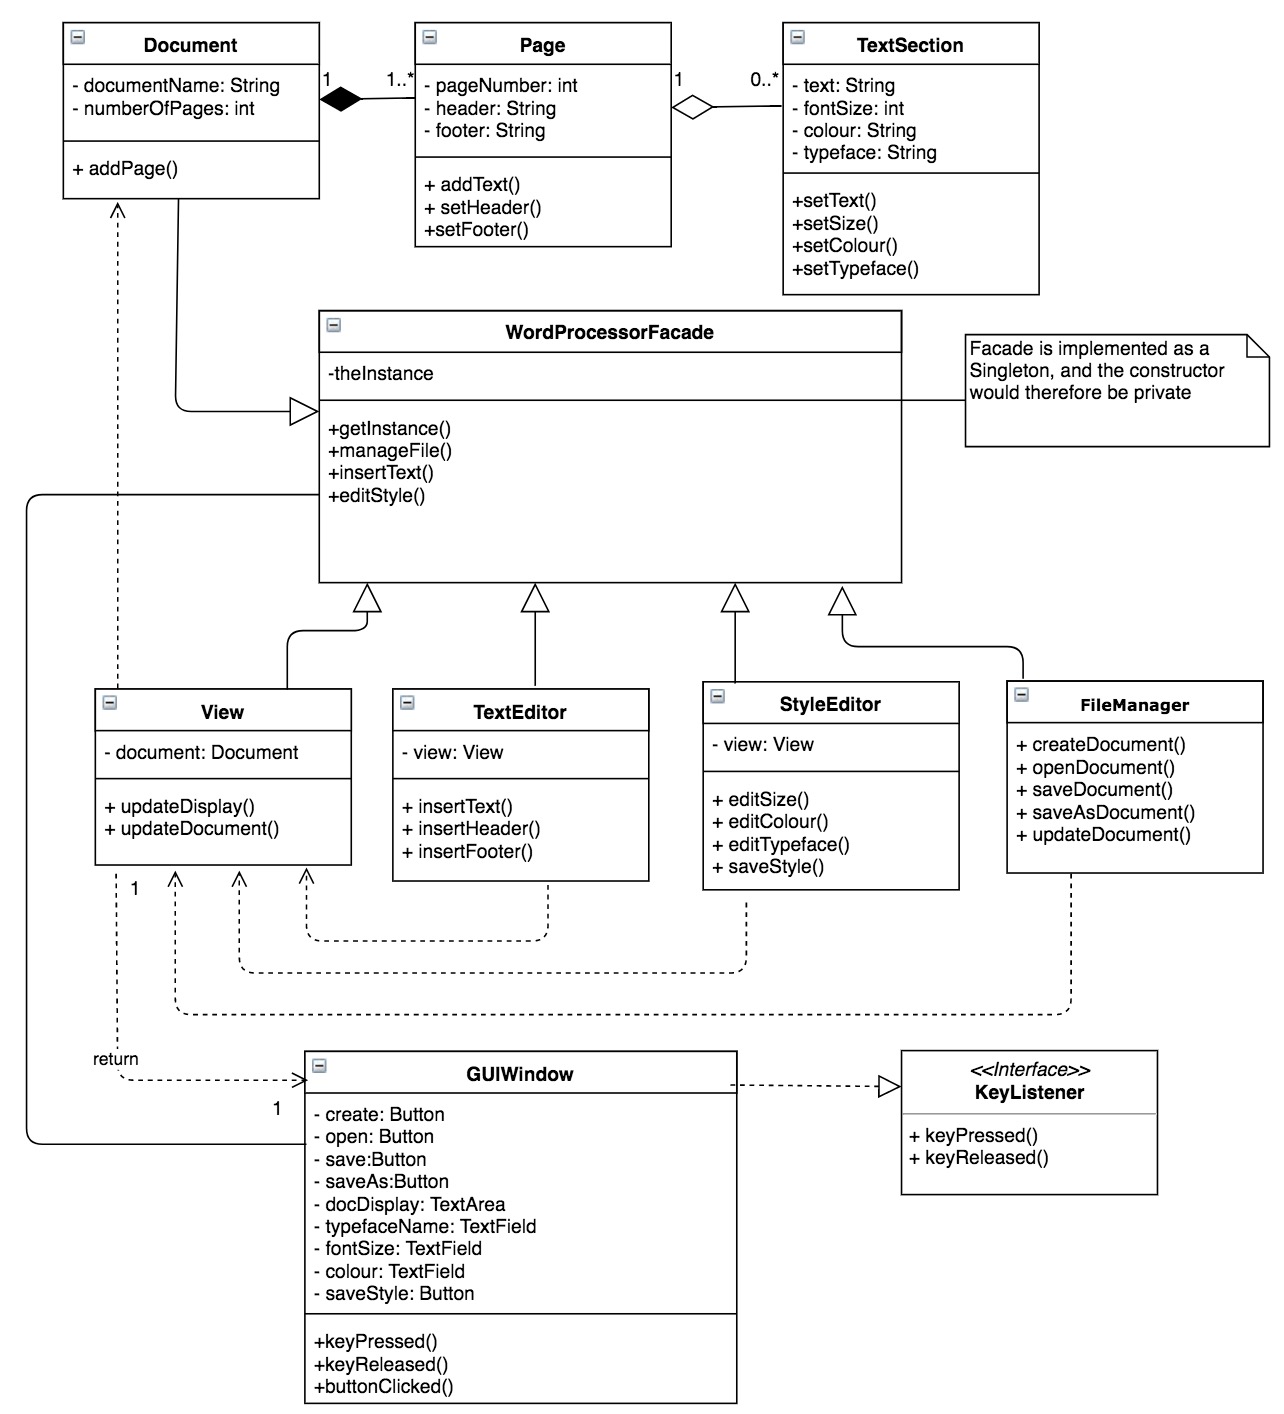 Document
- documentName: String
- numberOfPages: int
+ addPage()
1
1..*
Page
- pageNumber: int
- header: String
- footer: String
+ addText()
+ setHeader()
+setFooter()
1
0..*
TextSection
- text: String
- fontSize: int
- colour: String
- typeface: String
+setText()
+setSize()
+setColour()
+setTypeface()
WordProcessorFacade
-theInstance
+getInstance()
+manageFile()
+insertText()
+editStyle()
Facade is implemented as a
Singleton, and the constructor
would therefore be private
View
- document: Document
+ updateDisplay()
+ updateDocument()
TextEditor
- view: View
+ insertText()
+ insertHeader()
+ insertFooter()
StyleEditor
- view: View
+ editSize()
+ editColour()
+ editTypeface()
+ saveStyle()
FileManager
+ createDocument()
+ openDocument()
+ saveDocument()
+ saveAsDocument()
+ updateDocument()
1
return
1
GUIWindow
- create: Button
- open: Button
- save:Button
- saveAs:Button
- docDisplay: TextArea
- typefaceName: TextField
- fontSize: TextField
- colour: TextField
- saveStyle: Button
+keyPressed()
+keyReleased()
+buttonClicked()
<<Interface>>
KeyListener
+ keyPressed()
+ keyReleased()